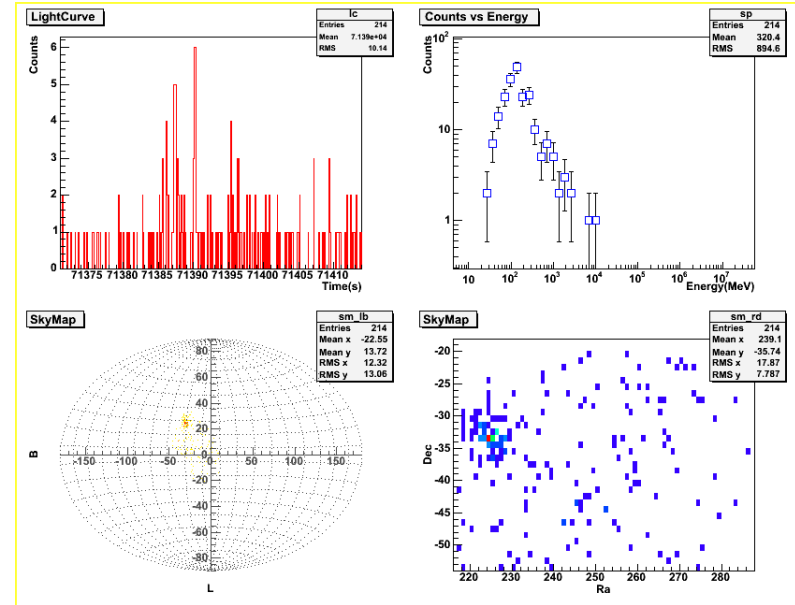 LightCurve
lc
Entries 214
Mean 7.139e+04
RMS 10.14
Counts
6
5
4
3
2
1
0
71375 71380 71385 71390 71395 71400 71405 71410
Time(s)
Counts vs Energy
sp
Entries 214
Mean 320.4
RMS 894.6
Counts
10²
10
1
10 10² 10³ 10⁴ 10⁵ 10⁶ 10⁷
Energy(MeV)
SkyMap
sm_lb
Entries 214
Mean x -22.55
Mean y 13.72
RMS x 12.32
RMS y 13.06
B
80
60
40
20
-150 -100 -50 0 50 100 150
-20
-40
-60
-80
L
SkyMap
sm_rd
Entries 214
Mean x 239.1
Mean y -35.74
RMS x 17.87
RMS y 7.787
Dec
-20
-25
-30
-35
-40
-45
-50
220 230 240 250 260 270 280
Ra